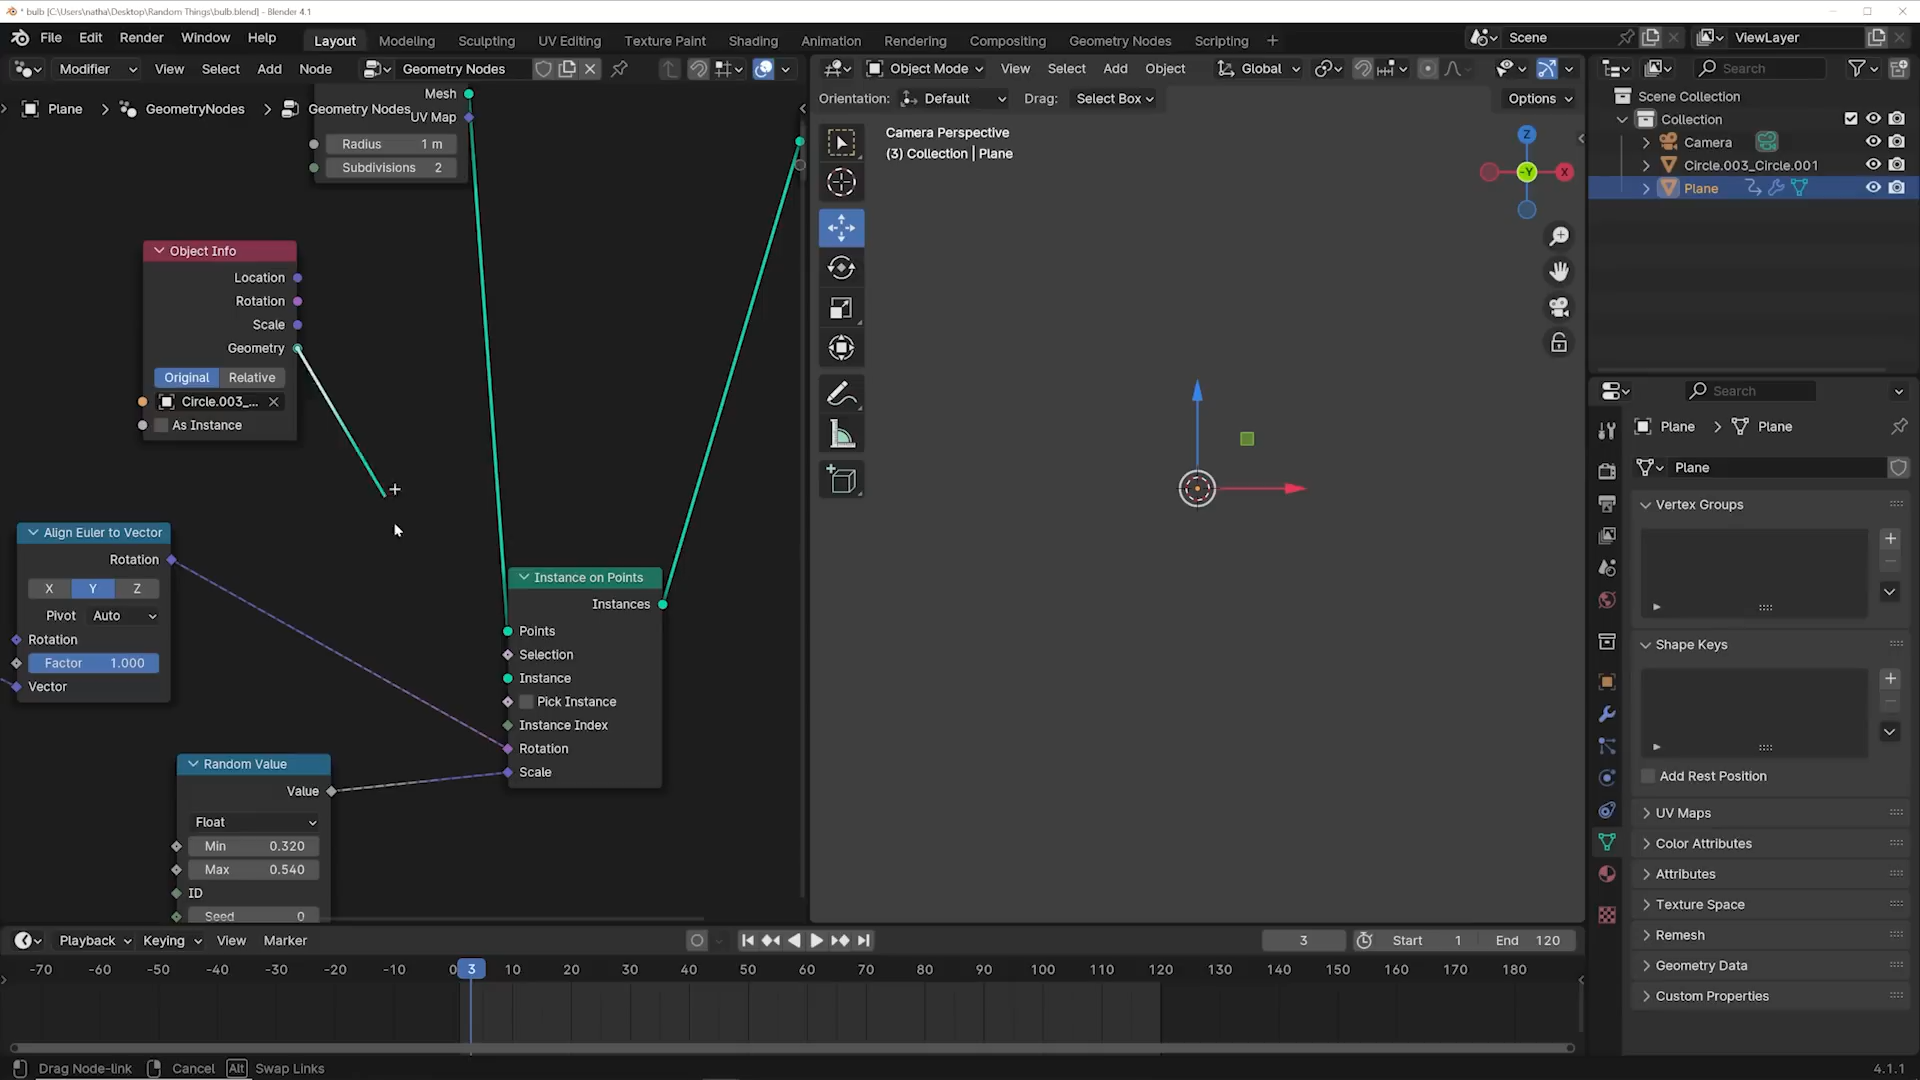 * bulb [C:\Users\natha\Desktop\Random Things\bulb.blend] - Blender 4.1
File Edit Render Window Help
Layout Modeling Sculpting UV Editing Texture Paint Shading Animation Rendering Compositing Geometry Nodes Scripting +
Scene
ViewLayer
Modifier View Select Add Node
Geometry Nodes
Object Mode View Select Add Object
Global
Search
Plane > GeometryNodes > Geometry Nodes
Orientation: Default Drag: Select Box
Options
Mesh
UV Map
Radius 1 m
Subdivisions 2
Object Info
Location
Rotation
Scale
Geometry
Original Relative
Circle.003_...
As Instance
Align Euler to Vector
Rotation
X Y Z
Pivot Auto
Rotation
Factor 1.000
Vector
Instance on Points
Instances
Points
Selection
Instance
Pick Instance
Instance Index
Rotation
Scale
Random Value
Value
Float
Min 0.320
Max 0.540
ID
Seed 0
Camera Perspective
(3) Collection | Plane
Z
-Y
X
Scene Collection
Collection
Camera
Circle.003_Circle.001
Plane
Search
Plane > Plane
Plane
Vertex Groups
Shape Keys
Add Rest Position
UV Maps
Color Attributes
Attributes
Texture Space
Remesh
Geometry Data
Custom Properties
Playback Keying View Marker
3
Start 1
End 120
-70 -60 -50 -40 -30 -20 -10 0 3 10 20 30 40 50 60 70 80 90 100 110 120 130 140 150 160 170 180
Drag Node-link Cancel Alt Swap Links
4.1.1